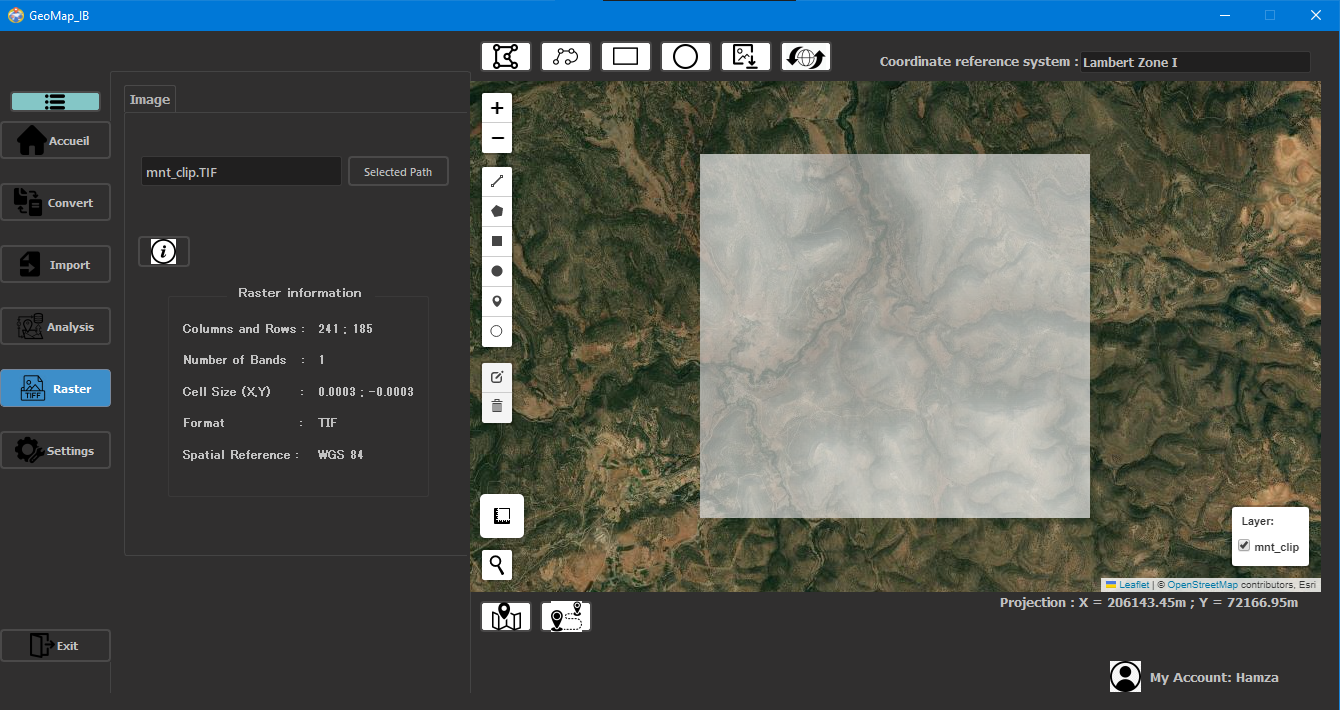 GeoMap_IB
Coordinate reference system : Lambert Zone I
Image
Accueil
mnt_clip.TIF
Selected Path
Convert
Import
Raster information
Columns and Rows : 241 ; 185
Analysis
Number of Bands : 1
Cell Size (X,Y) : 0.0003 ; -0.0003
Raster
TIFF
Format : TIF
Settings
Spatial Reference : WGS 84
Layer:
mnt_clip
Leaflet | © OpenStreetMap contributors, Esri
Projection : X = 206143.45m ; Y = 72166.95m
Exit
My Account: Hamza